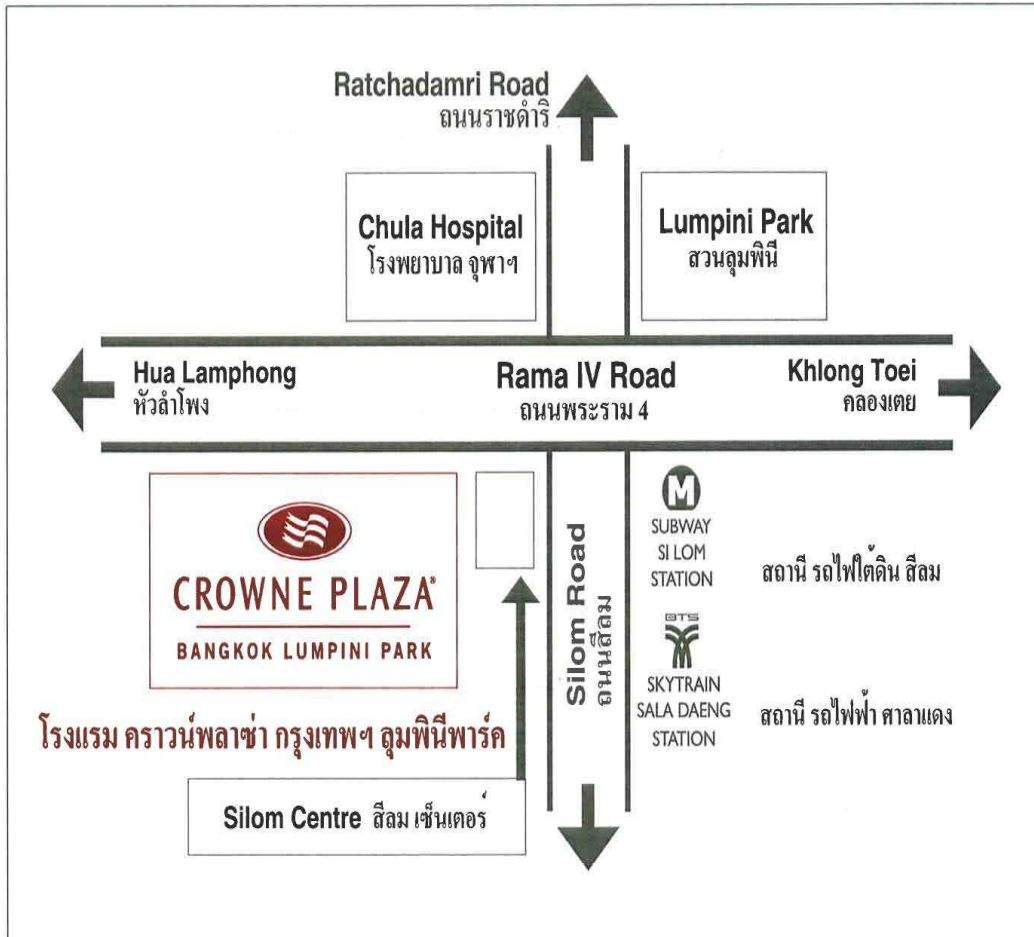 Ratchadamri Road
ถนนราชดำริ
Chula Hospital
โรงพยาบาล จุฬาฯ
Lumpini Park
สวนลุมพินี
Hua Lamphong
หัวลำโพง
Rama IV Road
ถนนพระราม 4
Khlong Toei
คลองเตย
CROWNE PLAZA®
BANGKOK LUMPINI PARK
โรงแรม คราวน์พลาซ่า กรุงเทพฯ ลุมพินีพาร์ค
Silom Centre สีลม เซ็นเตอร์
Silom Road
ถนนสีลม
M
SUBWAY
SI LOM
STATION
สถานี รถไฟใต้ดิน สีลม
BTS
SKYTRAIN
SALA DAENG
STATION
สถานี รถไฟฟ้า ศาลาแดง